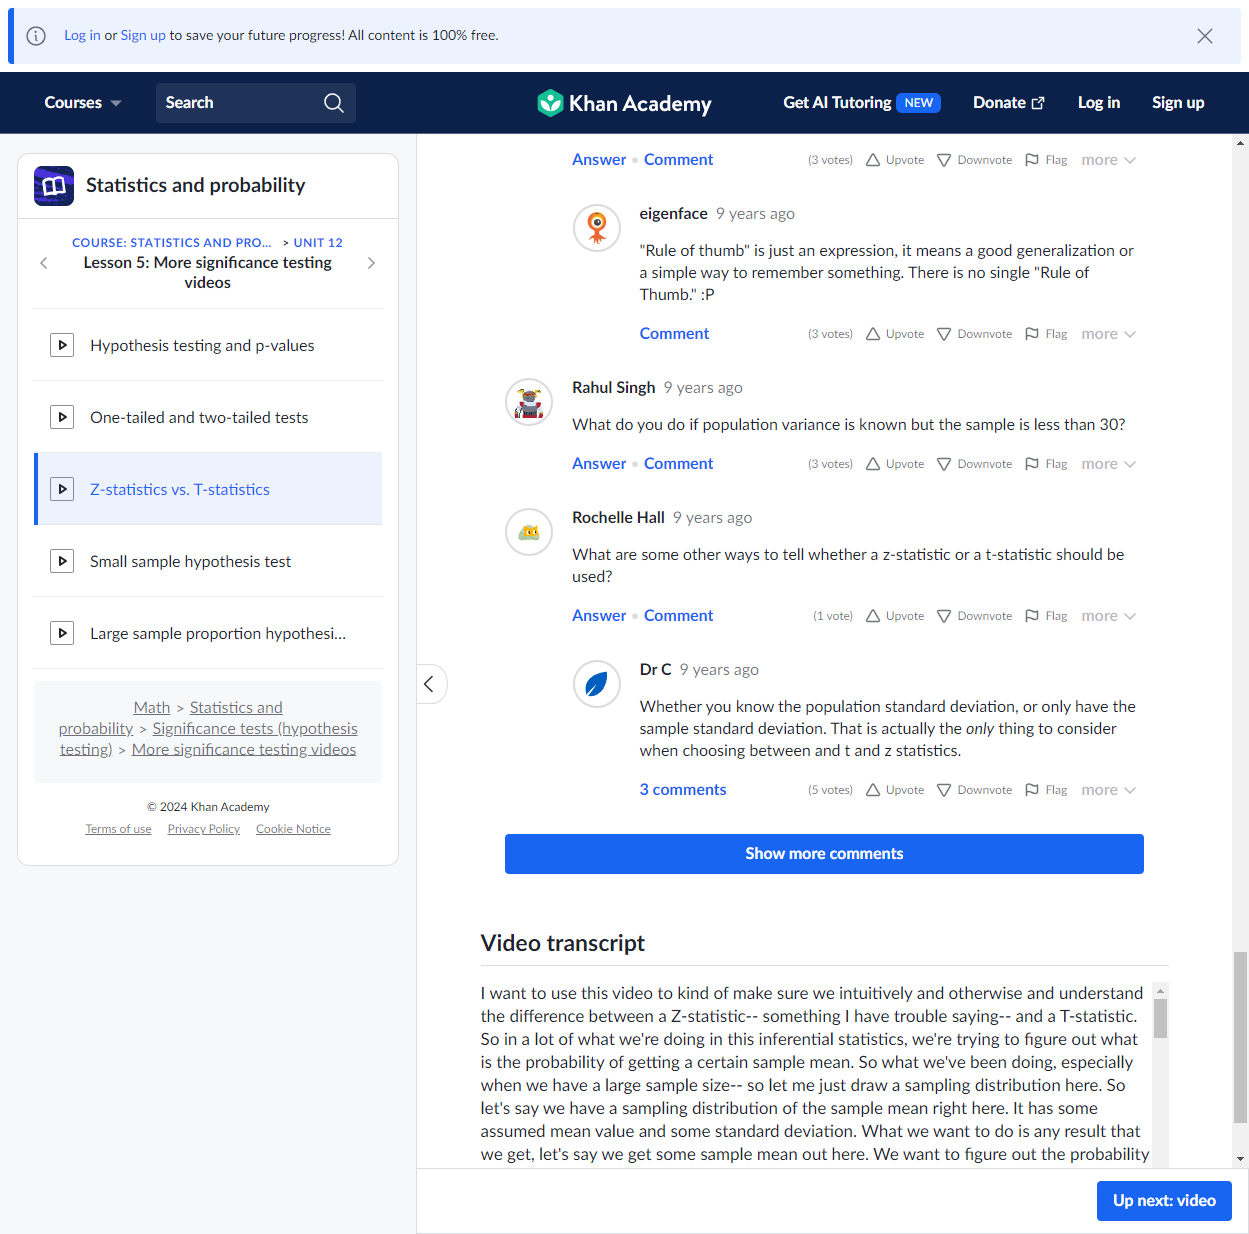 Log in or Sign up to save your future progress! All content is 100% free.
Courses
Search
Khan Academy
Get AI Tutoring NEW
Donate
Log in
Sign up
Statistics and probability
COURSE: STATISTICS AND PRO... > UNIT 12
Lesson 5: More significance testing
videos
Hypothesis testing and p-values
One-tailed and two-tailed tests
Z-statistics vs. T-statistics
Small sample hypothesis test
Large sample proportion hypothesi...
Math > Statistics and
probability > Significance tests (hypothesis
testing) > More significance testing videos
© 2024 Khan Academy
Terms of use Privacy Policy Cookie Notice
Answer • Comment (3 votes) Upvote Downvote Flag more
eigenface 9 years ago
"Rule of thumb" is just an expression, it means a good generalization or
a simple way to remember something. There is no single "Rule of
Thumb." :P
Comment (3 votes) Upvote Downvote Flag more
Rahul Singh 9 years ago
What do you do if population variance is known but the sample is less than 30?
Answer • Comment (3 votes) Upvote Downvote Flag more
Rochelle Hall 9 years ago
What are some other ways to tell whether a z-statistic or a t-statistic should be
used?
Answer • Comment (1 vote) Upvote Downvote Flag more
Dr C 9 years ago
Whether you know the population standard deviation, or only have the
sample standard deviation. That is actually the only thing to consider
when choosing between and t and z statistics.
3 comments (5 votes) Upvote Downvote Flag more
Show more comments
Video transcript
I want to use this video to kind of make sure we intuitively and otherwise and understand
the difference between a Z-statistic-- something I have trouble saying-- and a T-statistic.
So in a lot of what we're doing in this inferential statistics, we're trying to figure out what
is the probability of getting a certain sample mean. So what we've been doing, especially
when we have a large sample size-- so let me just draw a sampling distribution here. So
let's say we have a sampling distribution of the sample mean right here. It has some
assumed mean value and some standard deviation. What we want to do is any result that
we get, let's say we get some sample mean out here. We want to figure out the probability
Up next: video